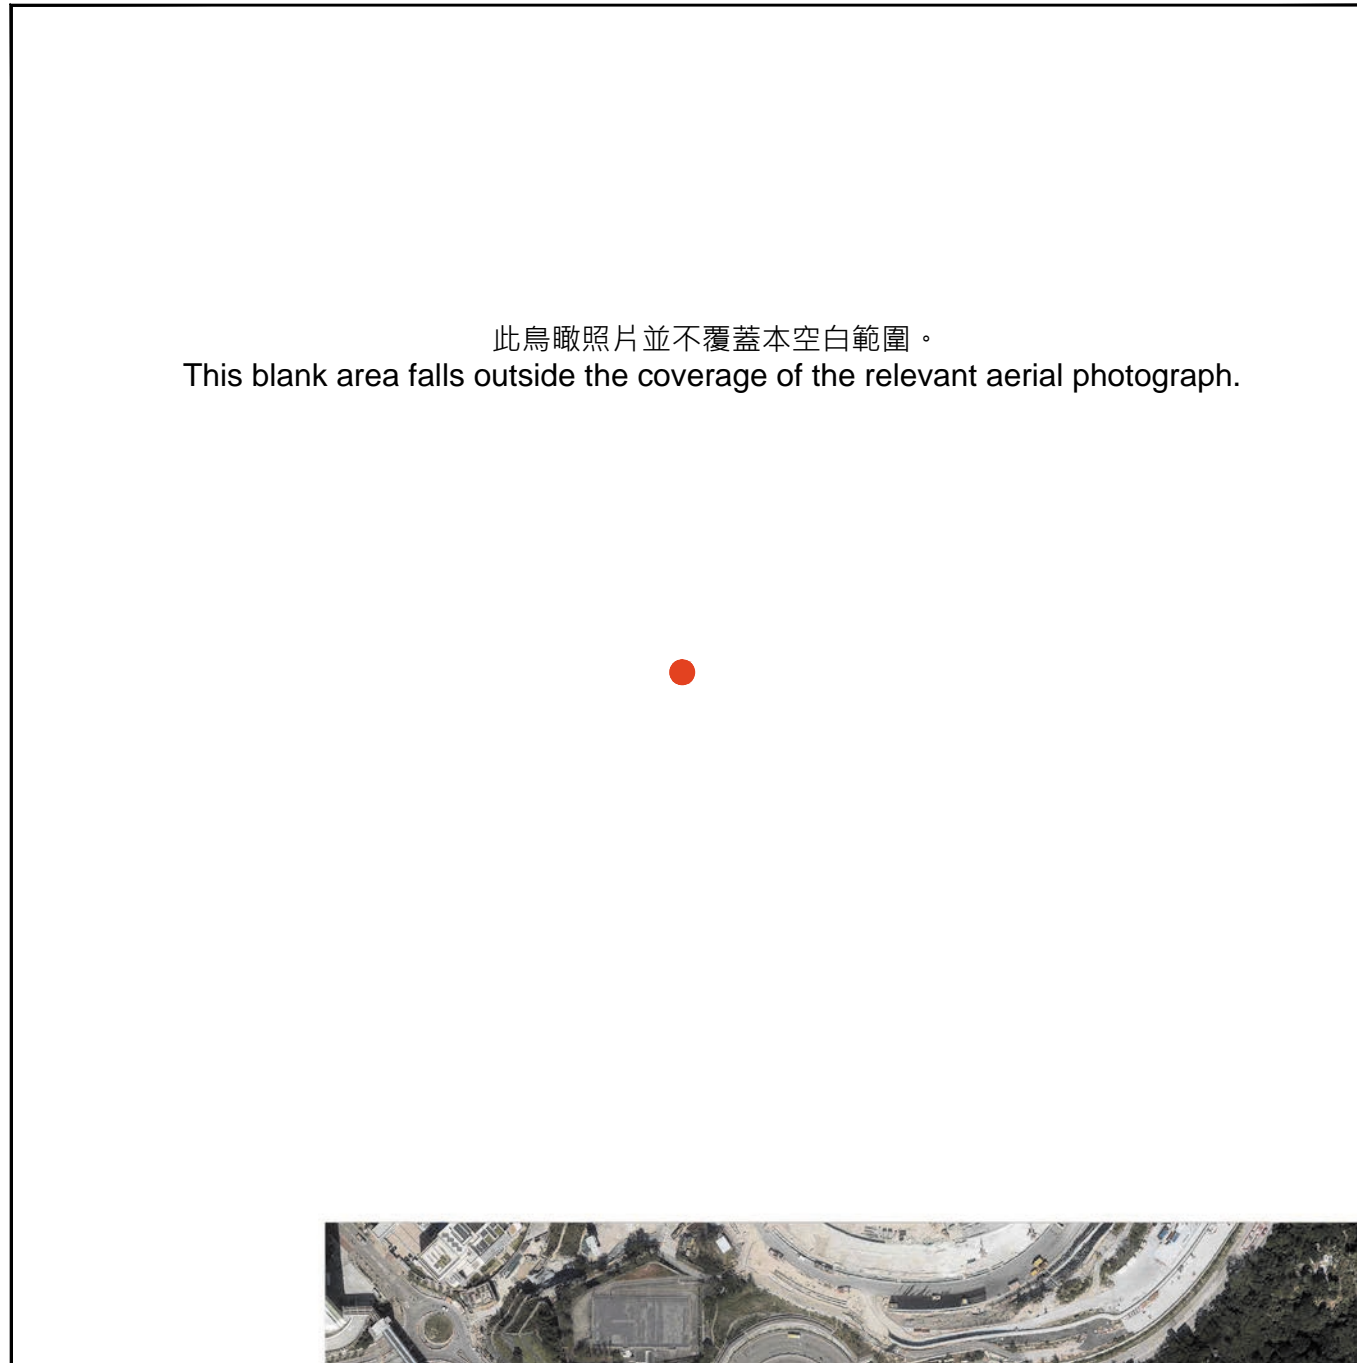 此鳥瞰照片並不覆蓋本空白範圍。
This blank area falls outside the coverage of the relevant aerial photograph.